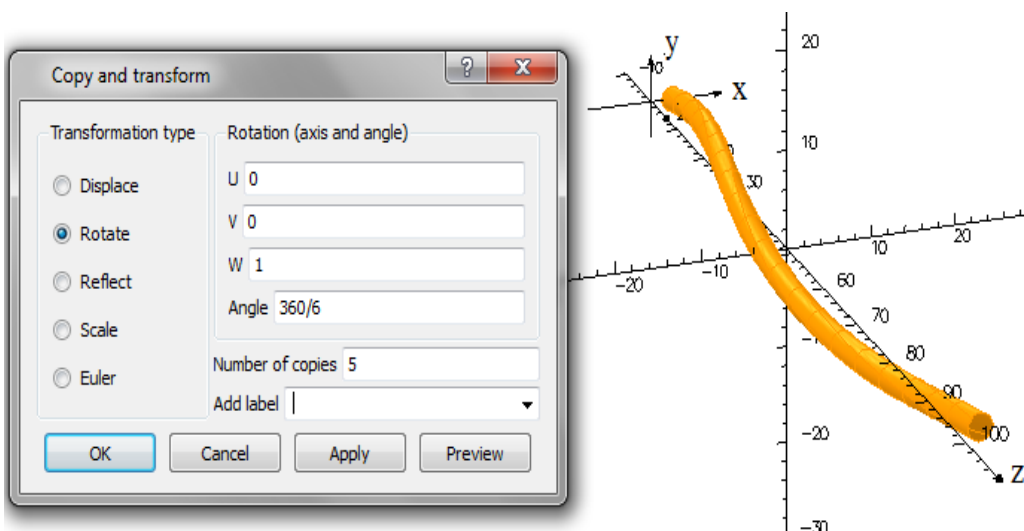 Copy and transform
?
X
Transformation type
Displace
Rotate
Reflect
Scale
Euler
Rotation (axis and angle)
U 0
V 0
W 1
Angle 360/6
Number of copies 5
Add label
OK
Cancel
Apply
Preview
y
x
z
20
10
30
-20
-10
10
20
60
70
80
90
100
-20
-30